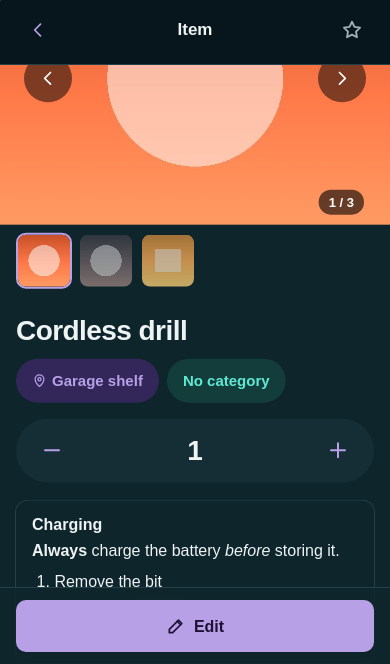 Item
1 / 3
Cordless drill
Garage shelf
No category
1
Charging
Always charge the battery before storing it.
1. Remove the bit
Edit